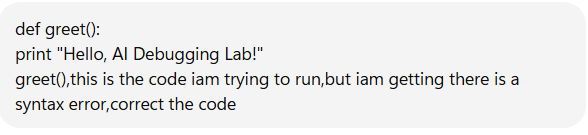 def greet():
print "Hello, AI Debugging Lab!"
greet(),this is the code iam trying to run,but iam getting there is a
syntax error,correct the code